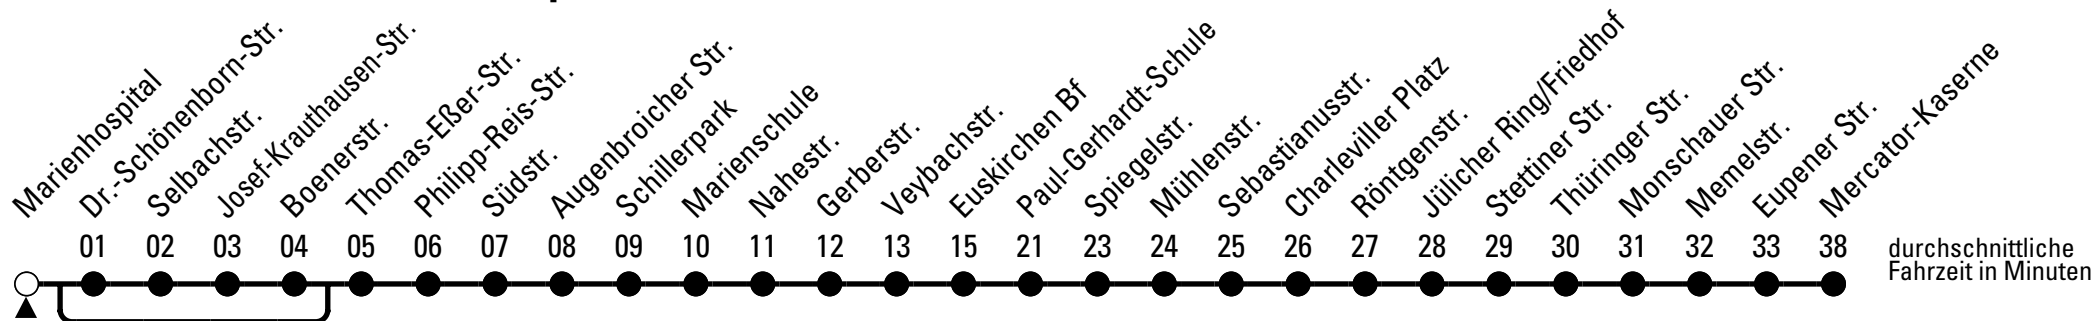 Marienhospital
Dr.-Schönenborn-Str.
Selbachstr.
Josef-Krauthausen-Str.
Boenerstr.
Thomas-Eßer-Str.
Philipp-Reis-Str.
Südstr.
Augenbroicher Str.
Schillerpark
Marienschule
Nahestr.
Gerberstr.
Veybachstr.
Euskirchen Bf
Paul-Gerhardt-Schule
Spiegelstr.
Mühlenstr.
Sebastianusstr.
Charleviller Platz
Röntgenstr.
Jülicher Ring/Friedhof
Stettiner Str.
Thüringer Str.
Monschauer Str.
Memelstr.
Eupener Str.
Mercator-Kaserne
01 02 03 04 05 06 07 08 09 10 11 12 13 15 21 23 24 25 26 27 28 29 30 31 32 33 38
durchschnittliche
Fahrzeit in Minuten